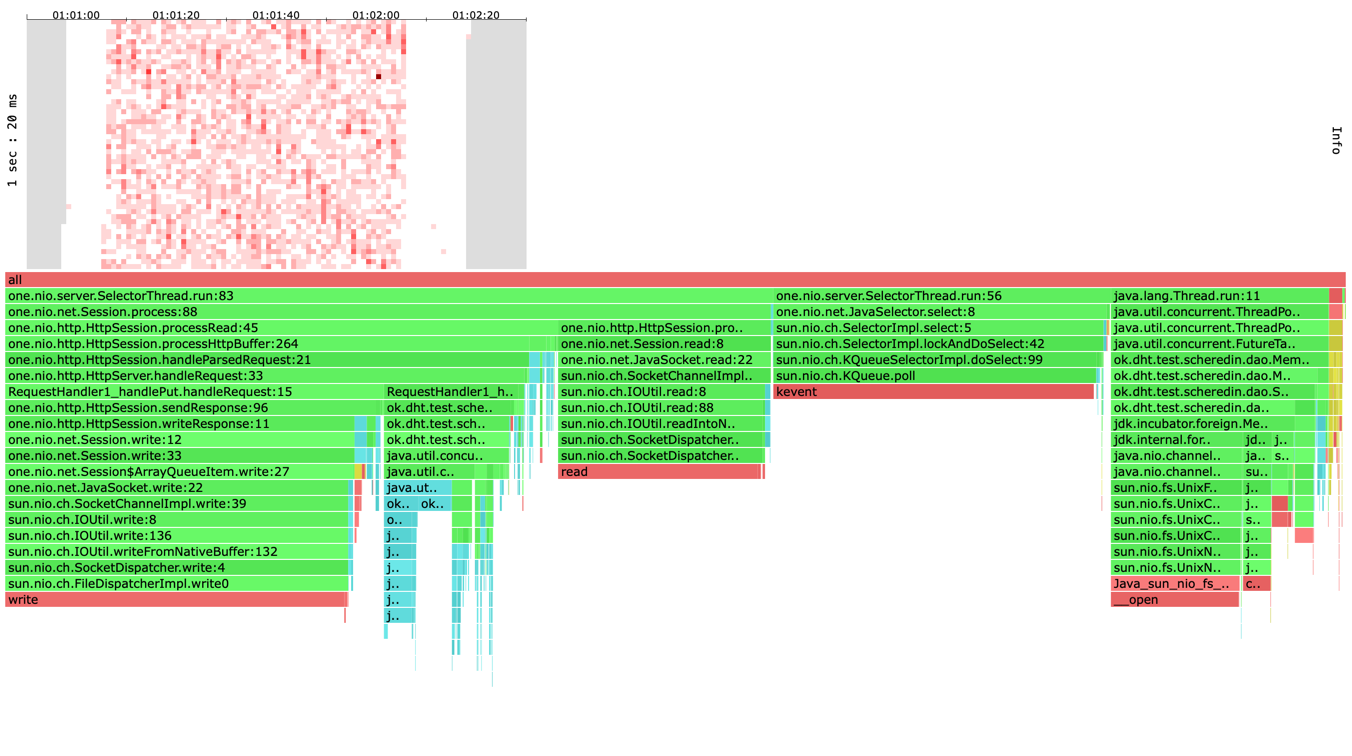 01:01:00 01:01:20 01:01:40 01:02:00 01:02:20
1 sec : 20 ms
Info
all
one.nio.server.SelectorThread.run:83 one.nio.server.SelectorThread.run:56 java.lang.Thread.run:11
one.nio.net.Session.process:88 one.nio.net.JavaSelector.select:8 java.util.concurrent.ThreadPo..
one.nio.http.HttpSession.processRead:45 one.nio.http.HttpSession.pro.. sun.nio.ch.SelectorImpl.select:5 java.util.concurrent.ThreadPo..
one.nio.http.HttpSession.processHttpBuffer:264 one.nio.net.Session.read:8 sun.nio.ch.SelectorImpl.lockAndDoSelect:42 java.util.concurrent.FutureTa..
one.nio.http.HttpSession.handleParsedRequest:21 one.nio.net.JavaSocket.read:22 sun.nio.ch.KQueueSelectorImpl.doSelect:99 ok.dht.test.scheredin.dao.Mem..
one.nio.http.HttpServer.handleRequest:33 sun.nio.ch.SocketChannelImpl.. sun.nio.ch.KQueue.poll ok.dht.test.scheredin.dao.M..
RequestHandler1_handlePut.handleRequest:15 RequestHandler1_h.. sun.nio.ch.IOUtil.read:8 kevent ok.dht.test.scheredin.dao.S..
one.nio.http.HttpSession.sendResponse:96 ok.dht.test.sche.. sun.nio.ch.IOUtil.read:88 ok.dht.test.scheredin.da..
one.nio.http.HttpSession.writeResponse:11 ok.dht.test.sch.. sun.nio.ch.IOUtil.readIntoN.. jdk.incubator.foreign.Me..
one.nio.net.Session.write:12 ok.dht.test.sch.. sun.nio.ch.SocketDispatcher.. jdk.internal.for.. jd.. j..
one.nio.net.Session.write:33 java.util.concu.. sun.nio.ch.SocketDispatcher.. java.nio.channel.. ja.. s..
one.nio.net.Session$ArrayQueueItem.write:27 java.util.c.. read java.nio.channel.. su..
one.nio.net.JavaSocket.write:22 java.ut.. sun.nio.fs.UnixF.. j..
sun.nio.ch.SocketChannelImpl.write:39 ok.. ok.. sun.nio.fs.UnixC.. j..
sun.nio.ch.IOUtil.write:8 o.. sun.nio.fs.UnixC.. s..
sun.nio.ch.IOUtil.write:136 j.. sun.nio.fs.UnixC.. j..
sun.nio.ch.IOUtil.writeFromNativeBuffer:132 j.. sun.nio.fs.UnixN.. j..
sun.nio.ch.SocketDispatcher.write:4 j.. sun.nio.fs.UnixN.. j..
sun.nio.ch.FileDispatcherImpl.write0 j.. Java_sun_nio_fs_.. c..
write j.. __open
j..